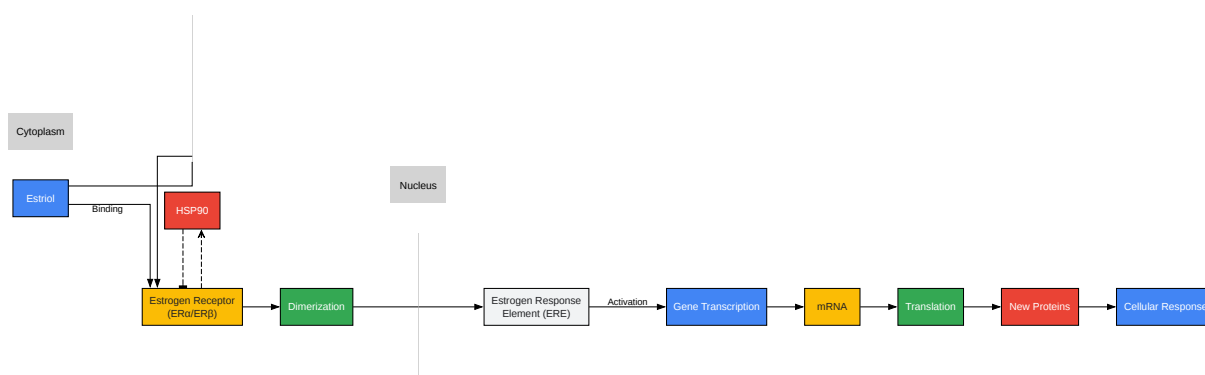 Cytoplasm
Nucleus
Estriol
Binding
HSP90
Estrogen Receptor
(ERα/ERβ)
Dimerization
Estrogen Response
Element (ERE)
Activation
Gene Transcription
mRNA
Translation
New Proteins
Cellular Response